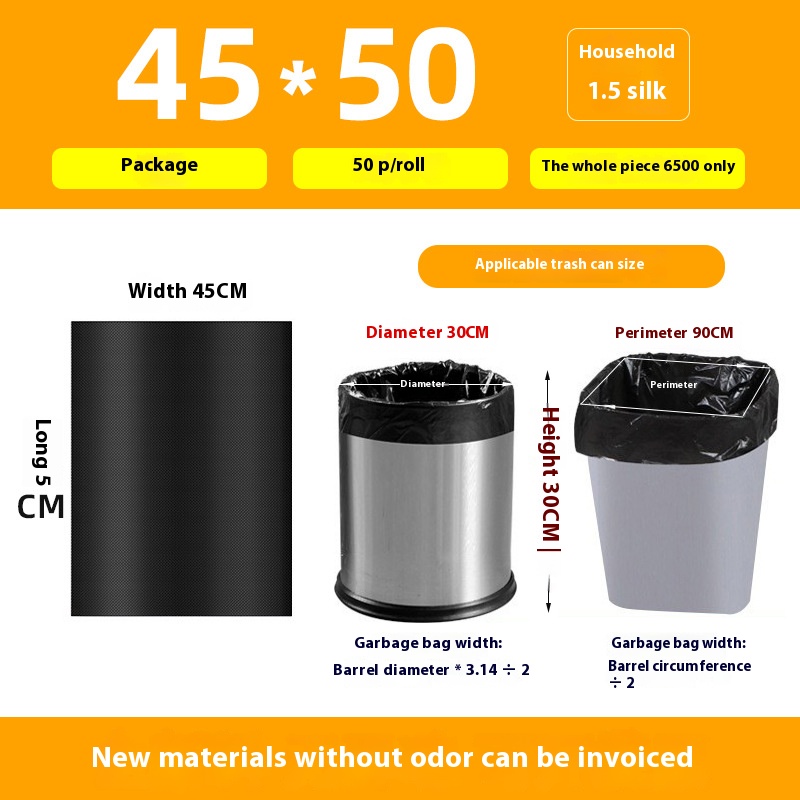 45*50
Household
1.5 silk
Package
50 p/roll
The whole piece 6500 only
Applicable trash can size
Width 45CM
Diameter 30CM
Perimeter 90CM
Diameter
Perimeter
Long 5
CM
Height 30CM |
Garbage bag width:
Barrel diameter * 3.14 ÷ 2
Garbage bag width:
Barrel circumference
÷ 2
New materials without odor can be invoiced